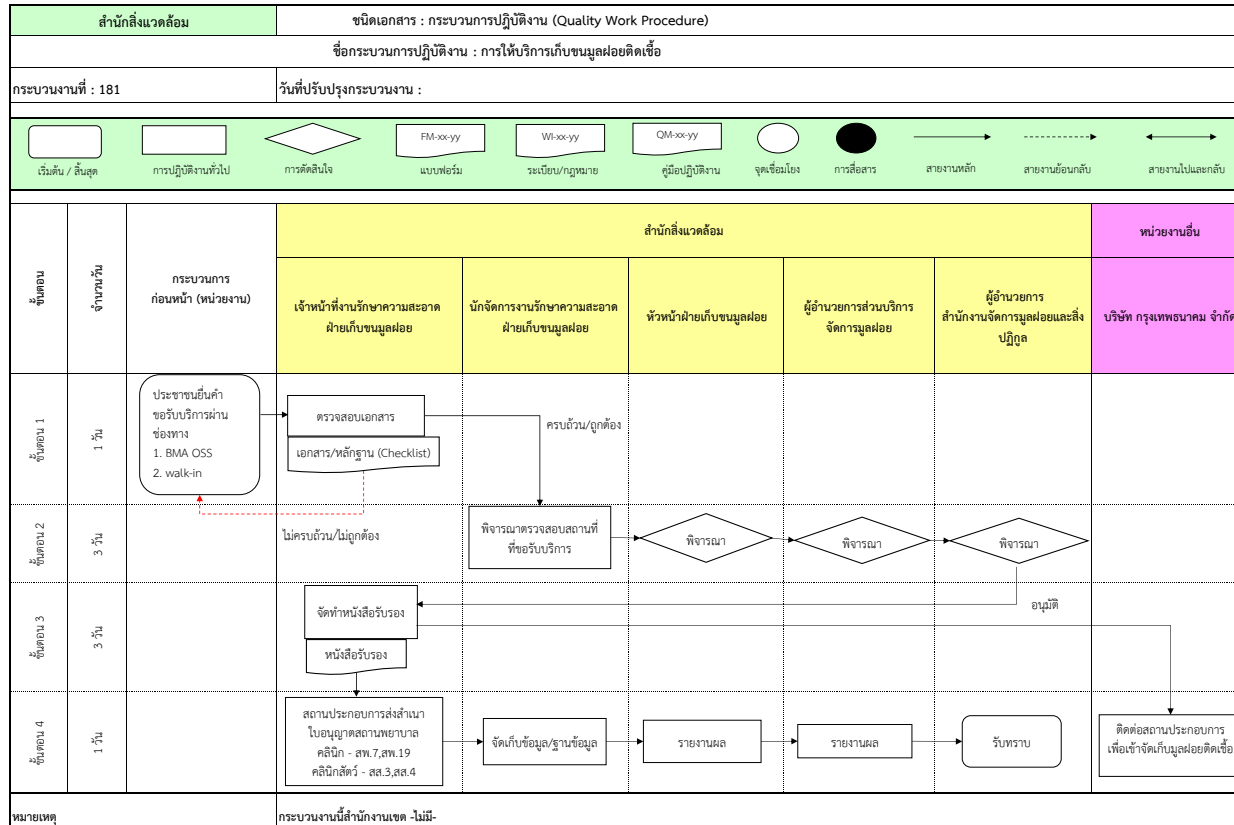 สำนักสิ่งแวดล้อม
ชนิดเอกสาร : กระบวนการปฎิบัติงาน (Quality Work Procedure)
ชื่อกระบวนการปฏิบัติงาน : การให้บริการเก็บขนมูลฝอยติดเชื้อ
กระบวนงานที่ : 181
วันที่ปรับปรุงกระบวนงาน :
FM-xx-yy
WI-xx-yy
QM-xx-yy
เริ่มต้น / สิ้นสุด
การปฏิบัติงานทั่วไป
การตัดสินใจ
แบบฟอร์ม
ระเบียบ/กฎหมาย
คู่มือปฏิบัติงาน
จุดเชื่อมโยง
การสื่อสาร
สายงานหลัก
สายงานย้อนกลับ
สายงานไปและกลับ
ขั้นตอน
จำนวนวัน
กระบวนการ
ก่อนหน้า (หน่วยงาน)
สำนักสิ่งแวดล้อม
หน่วยงานอื่น
เจ้าหน้าที่งานรักษาความสะอาด
ฝ่ายเก็บขนมูลฝอย
นักจัดการงานรักษาความสะอาด
ฝ่ายเก็บขนมูลฝอย
หัวหน้าฝ่ายเก็บขนมูลฝอย
ผู้อำนวยการส่วนบริการ
จัดการมูลฝอย
ผู้อำนวยการ
สำนักงานจัดการมูลฝอยและสิ่ง
ปฏิกูล
บริษัท กรุงเทพธนาคม จำกัด
ขั้นตอน 1
1 วัน
ประชาชนยื่นคำ
ขอรับบริการผ่าน
ช่องทาง
1. BMA OSS
2. walk-in
ตรวจสอบเอกสาร
เอกสาร/หลักฐาน (Checklist)
ครบถ้วน/ถูกต้อง
ขั้นตอน 2
3 วัน
ไม่ครบถ้วน/ไม่ถูกต้อง
พิจารณาตรวจสอบสถานที่
ที่ขอรับบริการ
พิจารณา
พิจารณา
พิจารณา
ขั้นตอน 3
3 วัน
จัดทำหนังสือรับรอง
หนังสือรับรอง
อนุมัติ
ขั้นตอน 4
1 วัน
สถานประกอบการส่งสำเนา
ใบอนุญาตสถานพยาบาล
คลินิก - สพ.7,สพ.19
คลินิกสัตว์ - สส.3,สส.4
จัดเก็บข้อมูล/ฐานข้อมูล
รายงานผล
รายงานผล
รับทราบ
ติดต่อสถานประกอบการ
เพื่อเข้าจัดเก็บมูลฝอยติดเชื้อ
หมายเหตุ
กระบวนงานนี้สำนักงานเขต -ไม่มี-